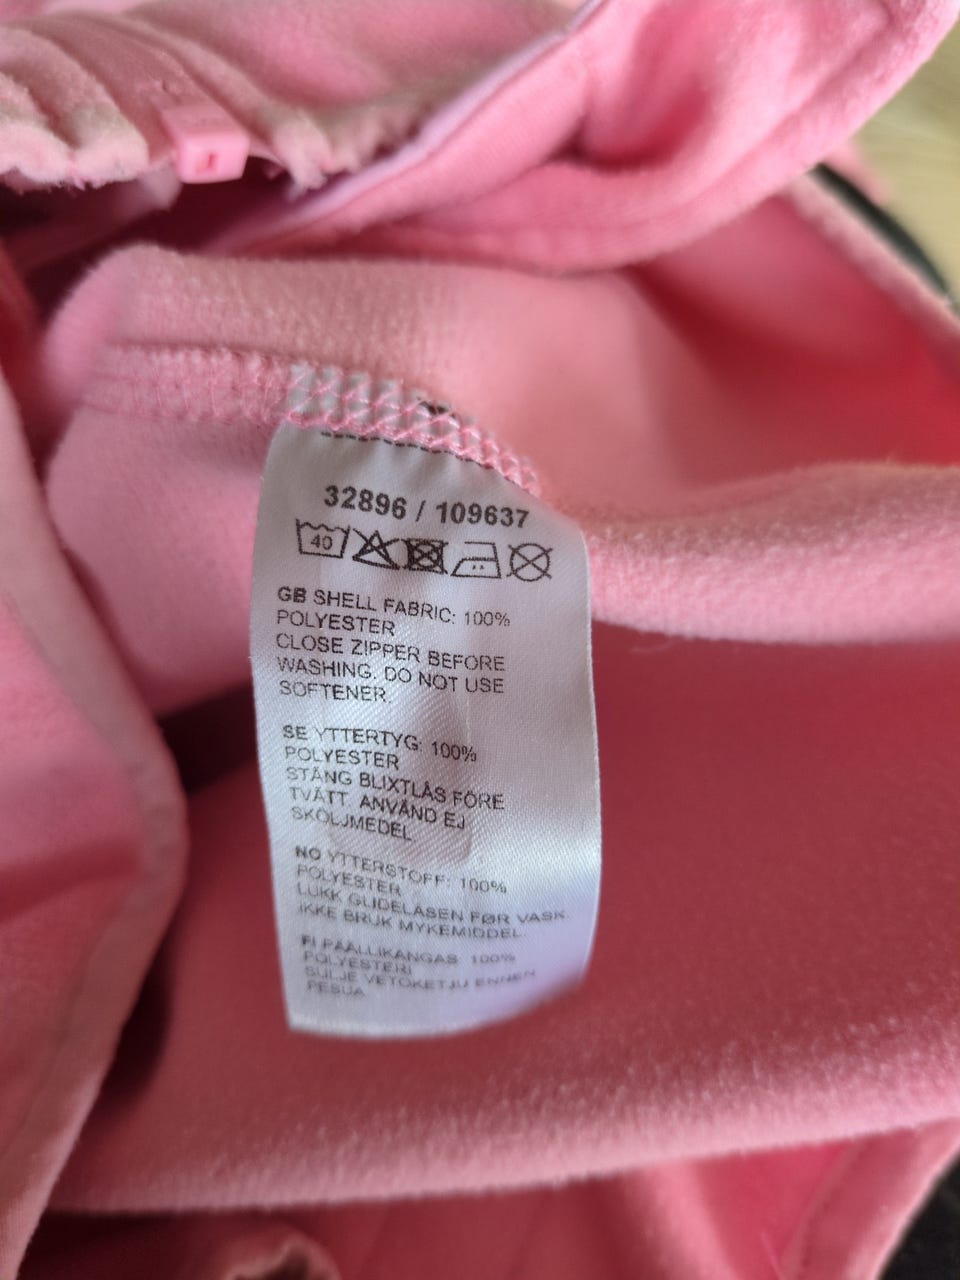 32896 / 109637
40
GB SHELL FABRIC: 100%
POLYESTER
CLOSE ZIPPER BEFORE
WASHING. DO NOT USE
SOFTENER.
SE YTTERTYG: 100%
POLYESTER
STÄNG BLIXTLÅS FÖRE
TVÄTT. ANVÄND EJ
SKÖLJMEDEL
NO YTTERSTOFF: 100%
POLYESTER
LUKK GLIDELÅSEN FØR VASK.
IKKE BRUK MYKEMIDDEL.
FI PÄÄLLIKANGAS 100%
POLYESTERI
SULJE VETOKETJU ENNEN
PESUA